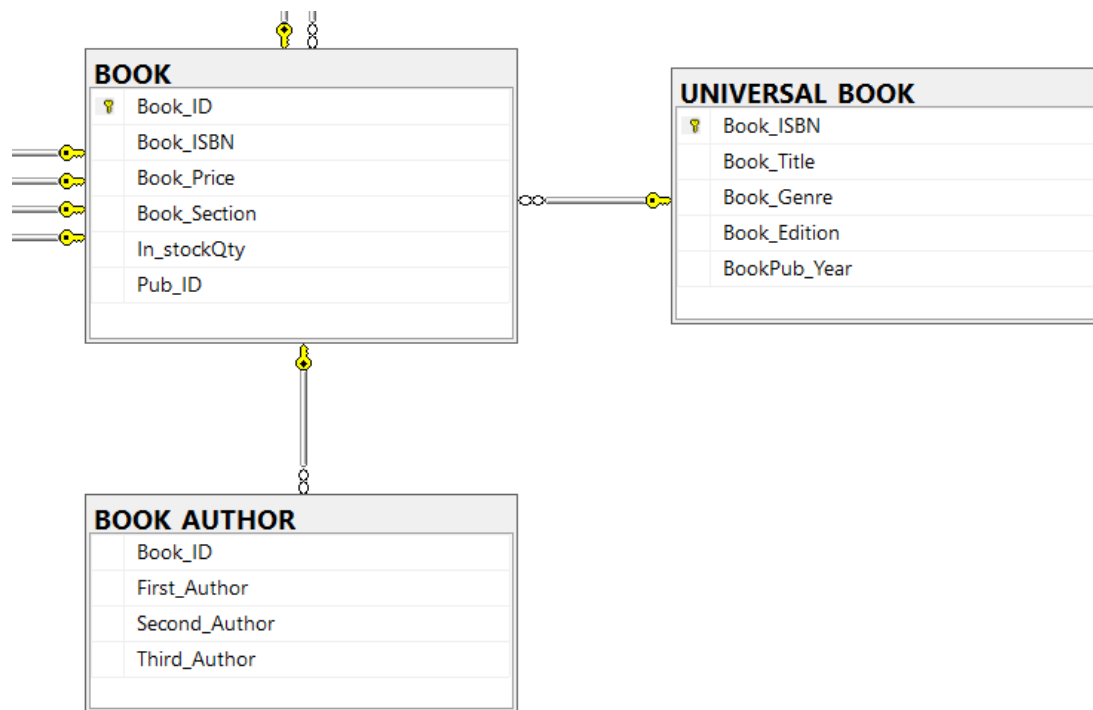 BOOK
Book_ID
Book_ISBN
Book_Price
Book_Section
In_stockQty
Pub_ID
UNIVERSAL BOOK
Book_ISBN
Book_Title
Book_Genre
Book_Edition
BookPub_Year
BOOK AUTHOR
Book_ID
First_Author
Second_Author
Third_Author